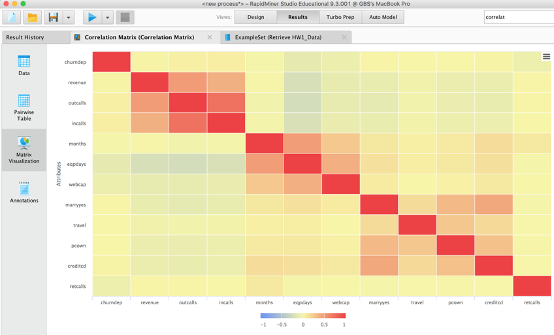 <new process*> – RapidMiner Studio Educational 9.3.001 @ GBS's MacBook Pro
Views: Design Results Turbo Prep Auto Model correlat
Result History Correlation Matrix (Correlation Matrix) ExampleSet (Retrieve HW1_Data)
Data
Pairwise
Table
Matrix
Visualization
Annotations
Attributes
churndep
revenue
outcalls
incalls
months
eqpdays
webcap
marryyes
travel
pcown
creditcd
retcalls
churndep revenue outcalls incalls months eqpdays webcap marryyes travel pcown creditcd retcalls
-1 -0.5 0 0.5 1